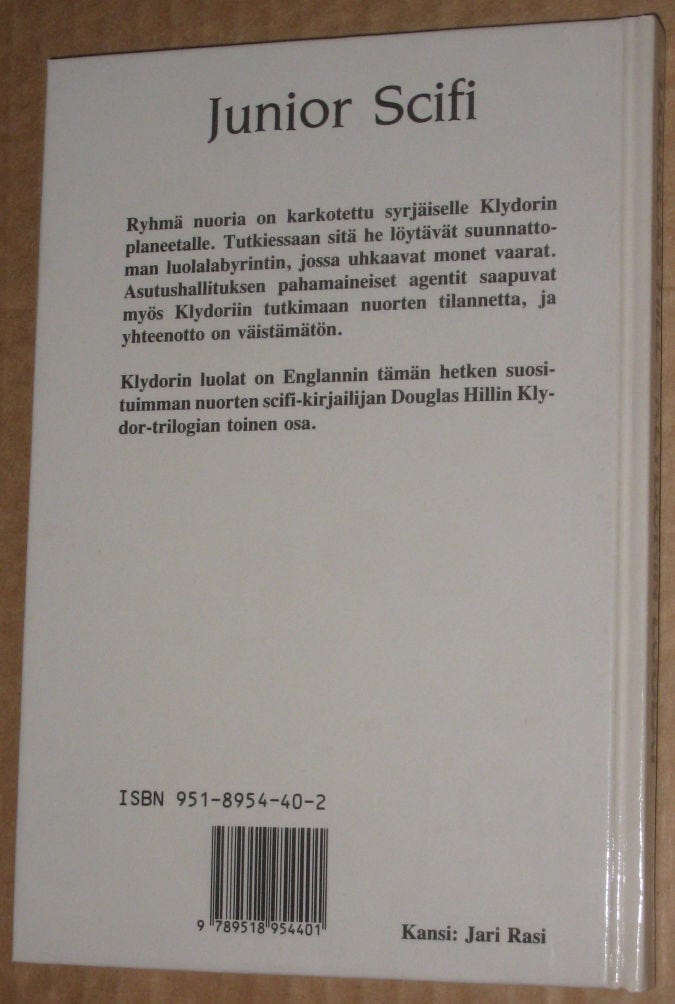 Junior Scifi
Ryhmä nuoria on karkotettu syrjäiselle Klydorin
planeetalle. Tutkiessaan sitä he löytävät suunnatto-
man luolalabyrintin, jossa uhkaavat monet vaarat.
Asutushallituksen pahamaineiset agentit saapuvat
myös Klydoriin tutkimaan nuorten tilannetta, ja
yhteenotto on väistämätön.
Klydorin luolat on Englannin tämän hetken suosi-
tuimman nuorten scifi-kirjailijan Douglas Hillin Kly-
dor-trilogian toinen osa.
ISBN 951-8954-40-2
9 789518 954401
Kansi: Jari Rasi